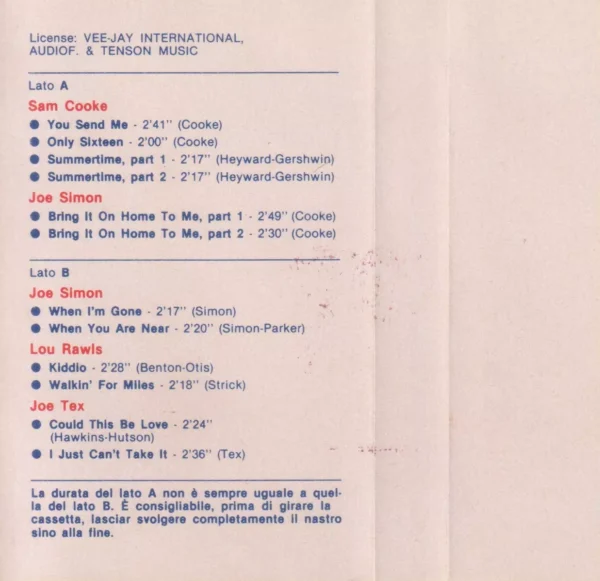 License: VEE-JAY INTERNATIONAL,
AUDIOF. & TENSON MUSIC
Lato A
Sam Cooke
● You Send Me - 2'41'' (Cooke)
● Only Sixteen - 2'00'' (Cooke)
● Summertime, part 1 - 2'17'' (Heyward-Gershwin)
● Summertime, part 2 - 2'17'' (Heyward-Gershwin)
Joe Simon
● Bring It On Home To Me, part 1 - 2'49'' (Cooke)
● Bring It On Home To Me, part 2 - 2'30'' (Cooke)
Lato B
Joe Simon
● When I'm Gone - 2'17'' (Simon)
● When You Are Near - 2'20'' (Simon-Parker)
Lou Rawls
● Kiddio - 2'28'' (Benton-Otis)
● Walkin' For Miles - 2'18'' (Strick)
Joe Tex
● Could This Be Love - 2'24''
(Hawkins-Hutson)
● I Just Can't Take It - 2'36'' (Tex)
La durata del lato A non è sempre uguale a quel-
la del lato B. È consigliabile, prima di girare la
cassetta, lasciar svolgere completamente il nastro
sino alla fine.